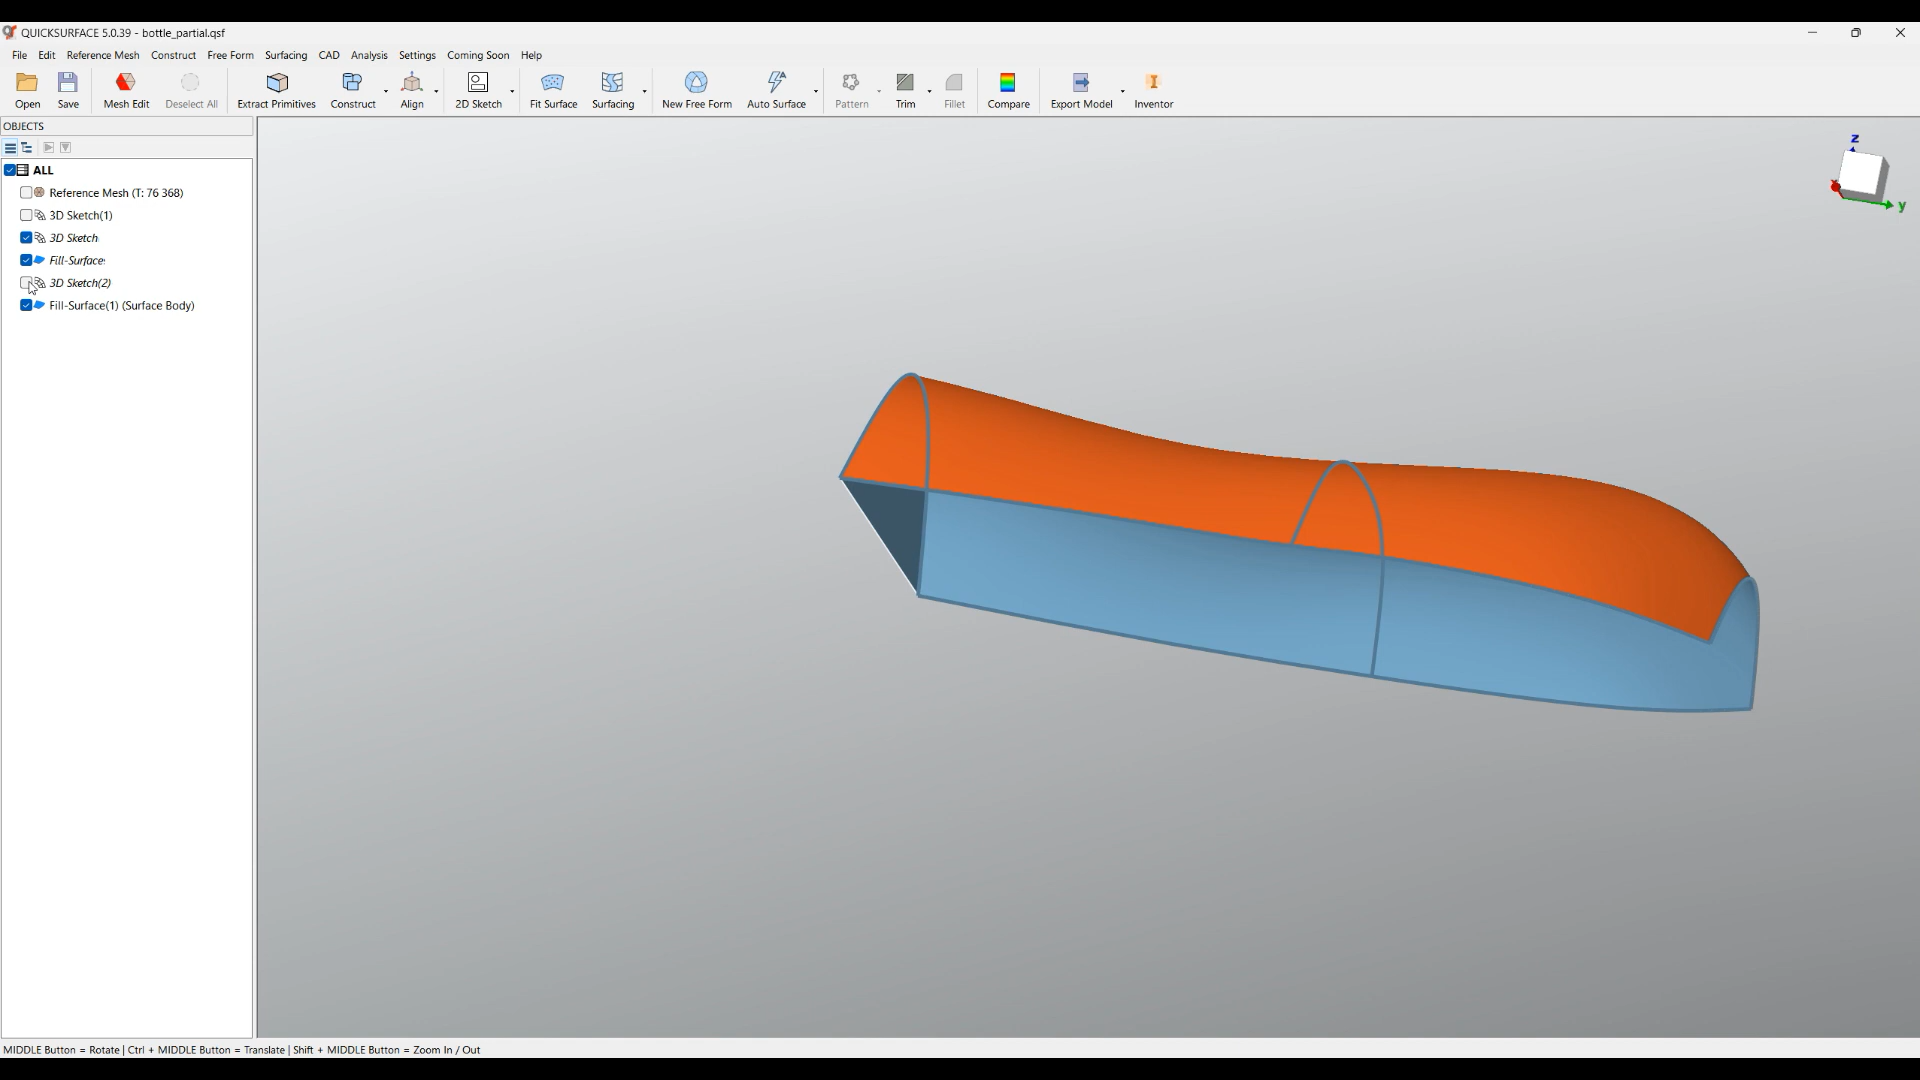 QUICKSURFACE 5.0.39 - bottle_partial.qsf
File Edit Reference Mesh Construct Free Form Surfacing CAD Analysis Settings Coming Soon Help
Open Save Mesh Edit Deselect All Extract Primitives Construct Align 2D Sketch Fit Surface Surfacing New Free Form Auto Surface Pattern Trim Fillet Compare Export Model Inventor
OBJECTS
ALL
Reference Mesh (T: 76 368)
3D Sketch(1)
3D Sketch
Fill-Surface
3D Sketch(2)
Fill-Surface(1) (Surface Body)
z
x
y
MIDDLE Button = Rotate | Ctrl + MIDDLE Button = Translate | Shift + MIDDLE Button = Zoom In / Out